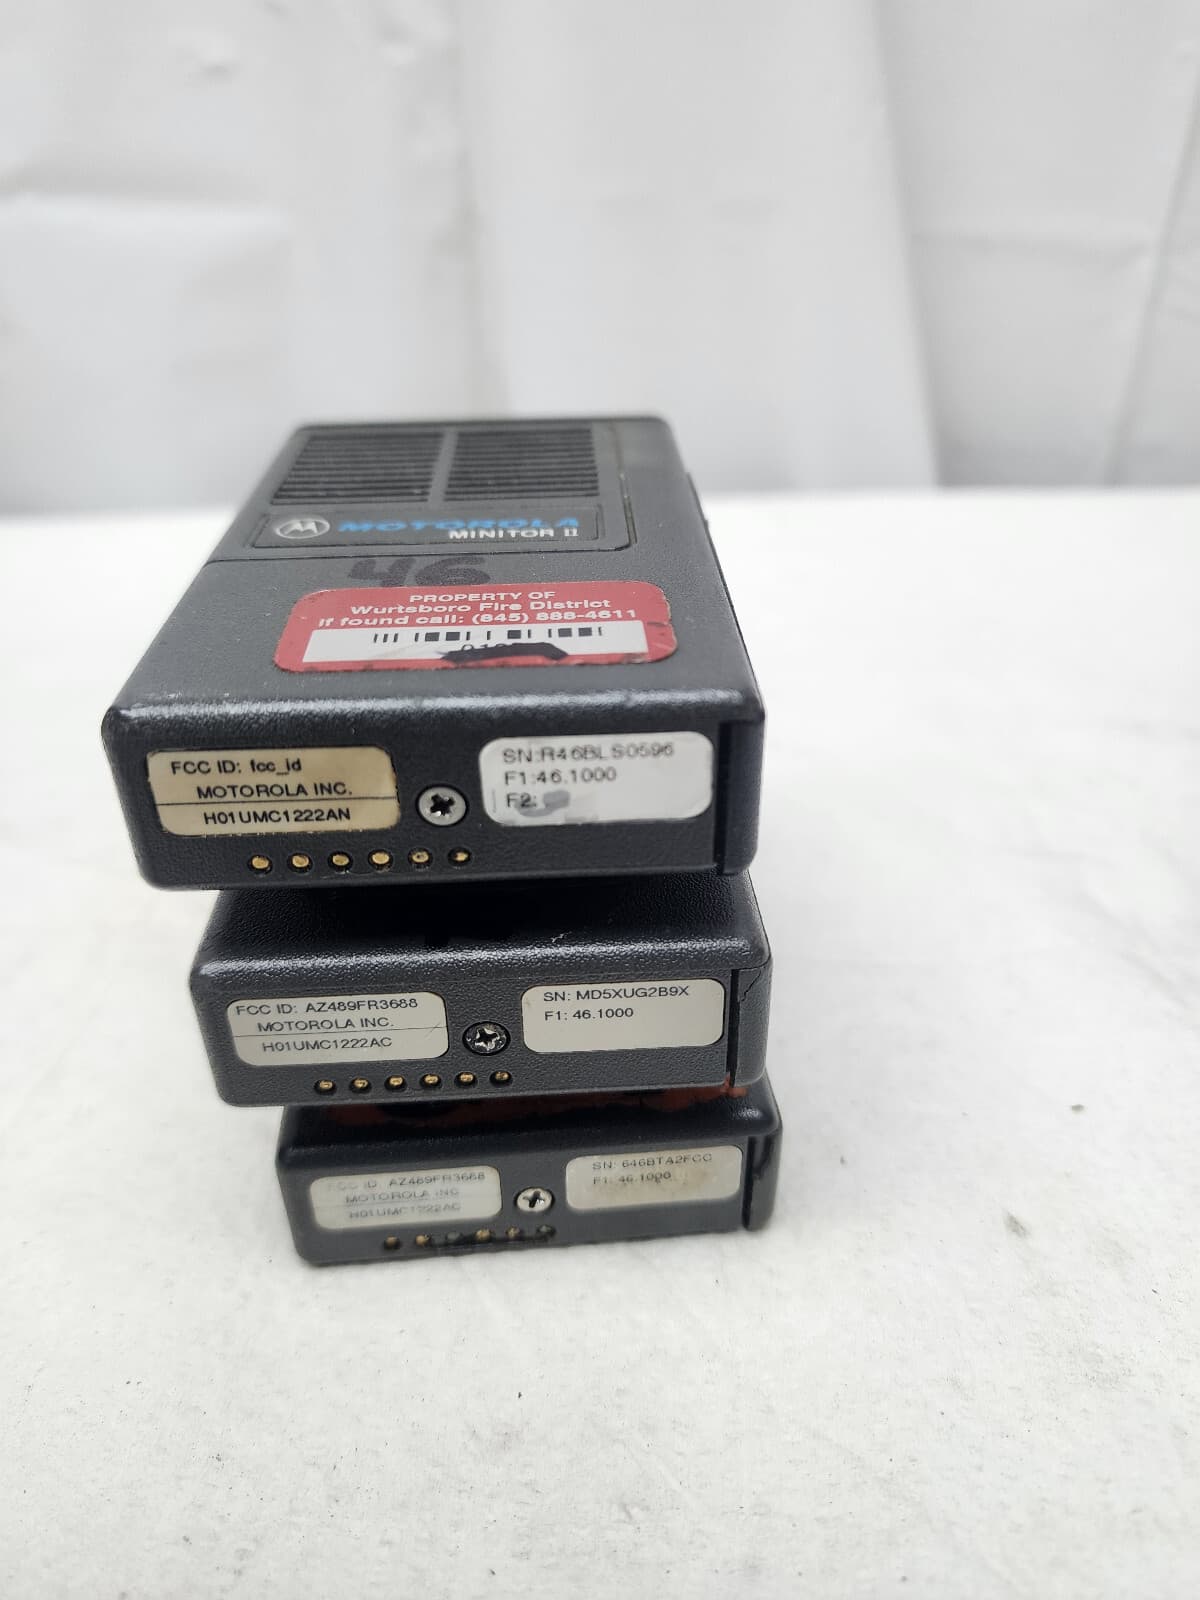 MOTOROLA
MINITOR II
46
PROPERTY OF
Wurtsboro Fire District
If found call: (845) 888-4611
FCC ID: fcc_id
MOTOROLA INC.
H01UMC1222AN
SN:R46BLS0596
F1:46.1000
F2:
FCC ID: AZ489FR3688
MOTOROLA INC.
H01UMC1222AC
SN: MD5XUG2B9X
F1: 46.1000
FCC ID: AZ489FR3668
MOTOROLA INC.
H01UMC1222AC
SN: 646BTA2FCC
F1: 46.1000